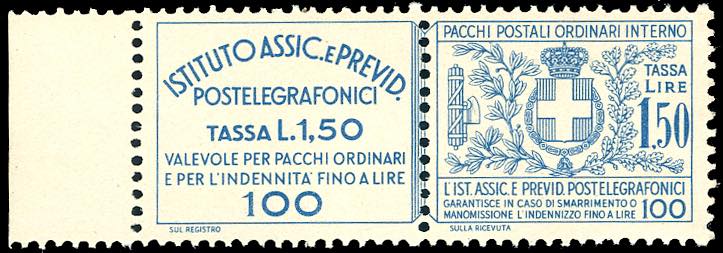 ISTITUTO ASSIC. E PREVID.
POSTELEGRAFONICI
TASSA L.1,50
VALEVOLE PER PACCHI ORDINARI
E PER L'INDENNITA' FINO A LIRE
100
SUL REGISTRO
PACCHI POSTALI ORDINARI INTERNO
TASSA
LIRE
1,50
L'IST. ASSIC. E PREVID. POSTELEGRAFONICI
GARANTISCE IN CASO DI SMARRIMENTO O
MANOMISSIONE L'INDENNIZZO FINO A LIRE 100
SULLA RICEVUTA